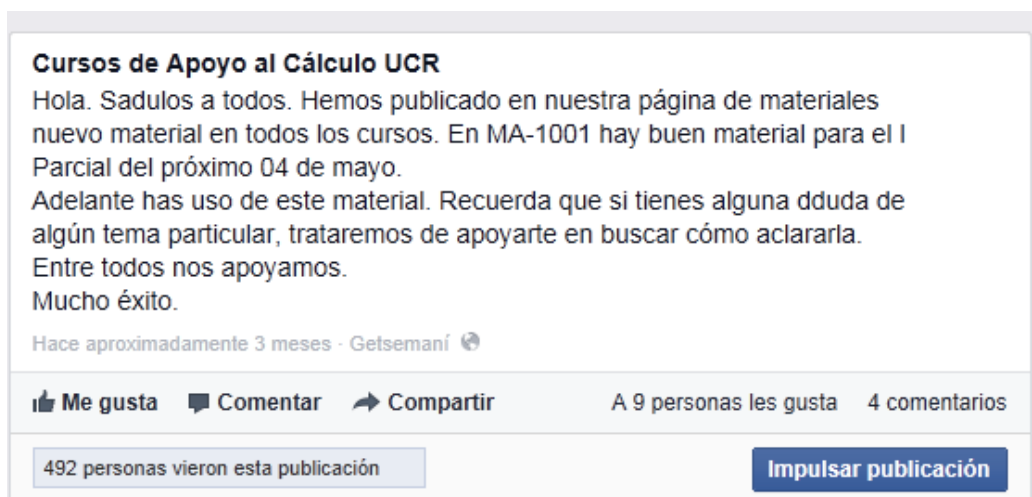 Cursos de Apoyo al Cálculo UCR
Hola. Sadulos a todos. Hemos publicado en nuestra página de materiales
nuevo material en todos los cursos. En MA-1001 hay buen material para el I
Parcial del próximo 04 de mayo.
Adelante has uso de este material. Recuerda que si tienes alguna dduda de
algún tema particular, trataremos de apoyarte en buscar cómo aclararla.
Entre todos nos apoyamos.
Mucho éxito.
Hace aproximadamente 3 meses · Getsemaní
Me gusta Comentar Compartir A 9 personas les gusta 4 comentarios
492 personas vieron esta publicación Impulsar publicación